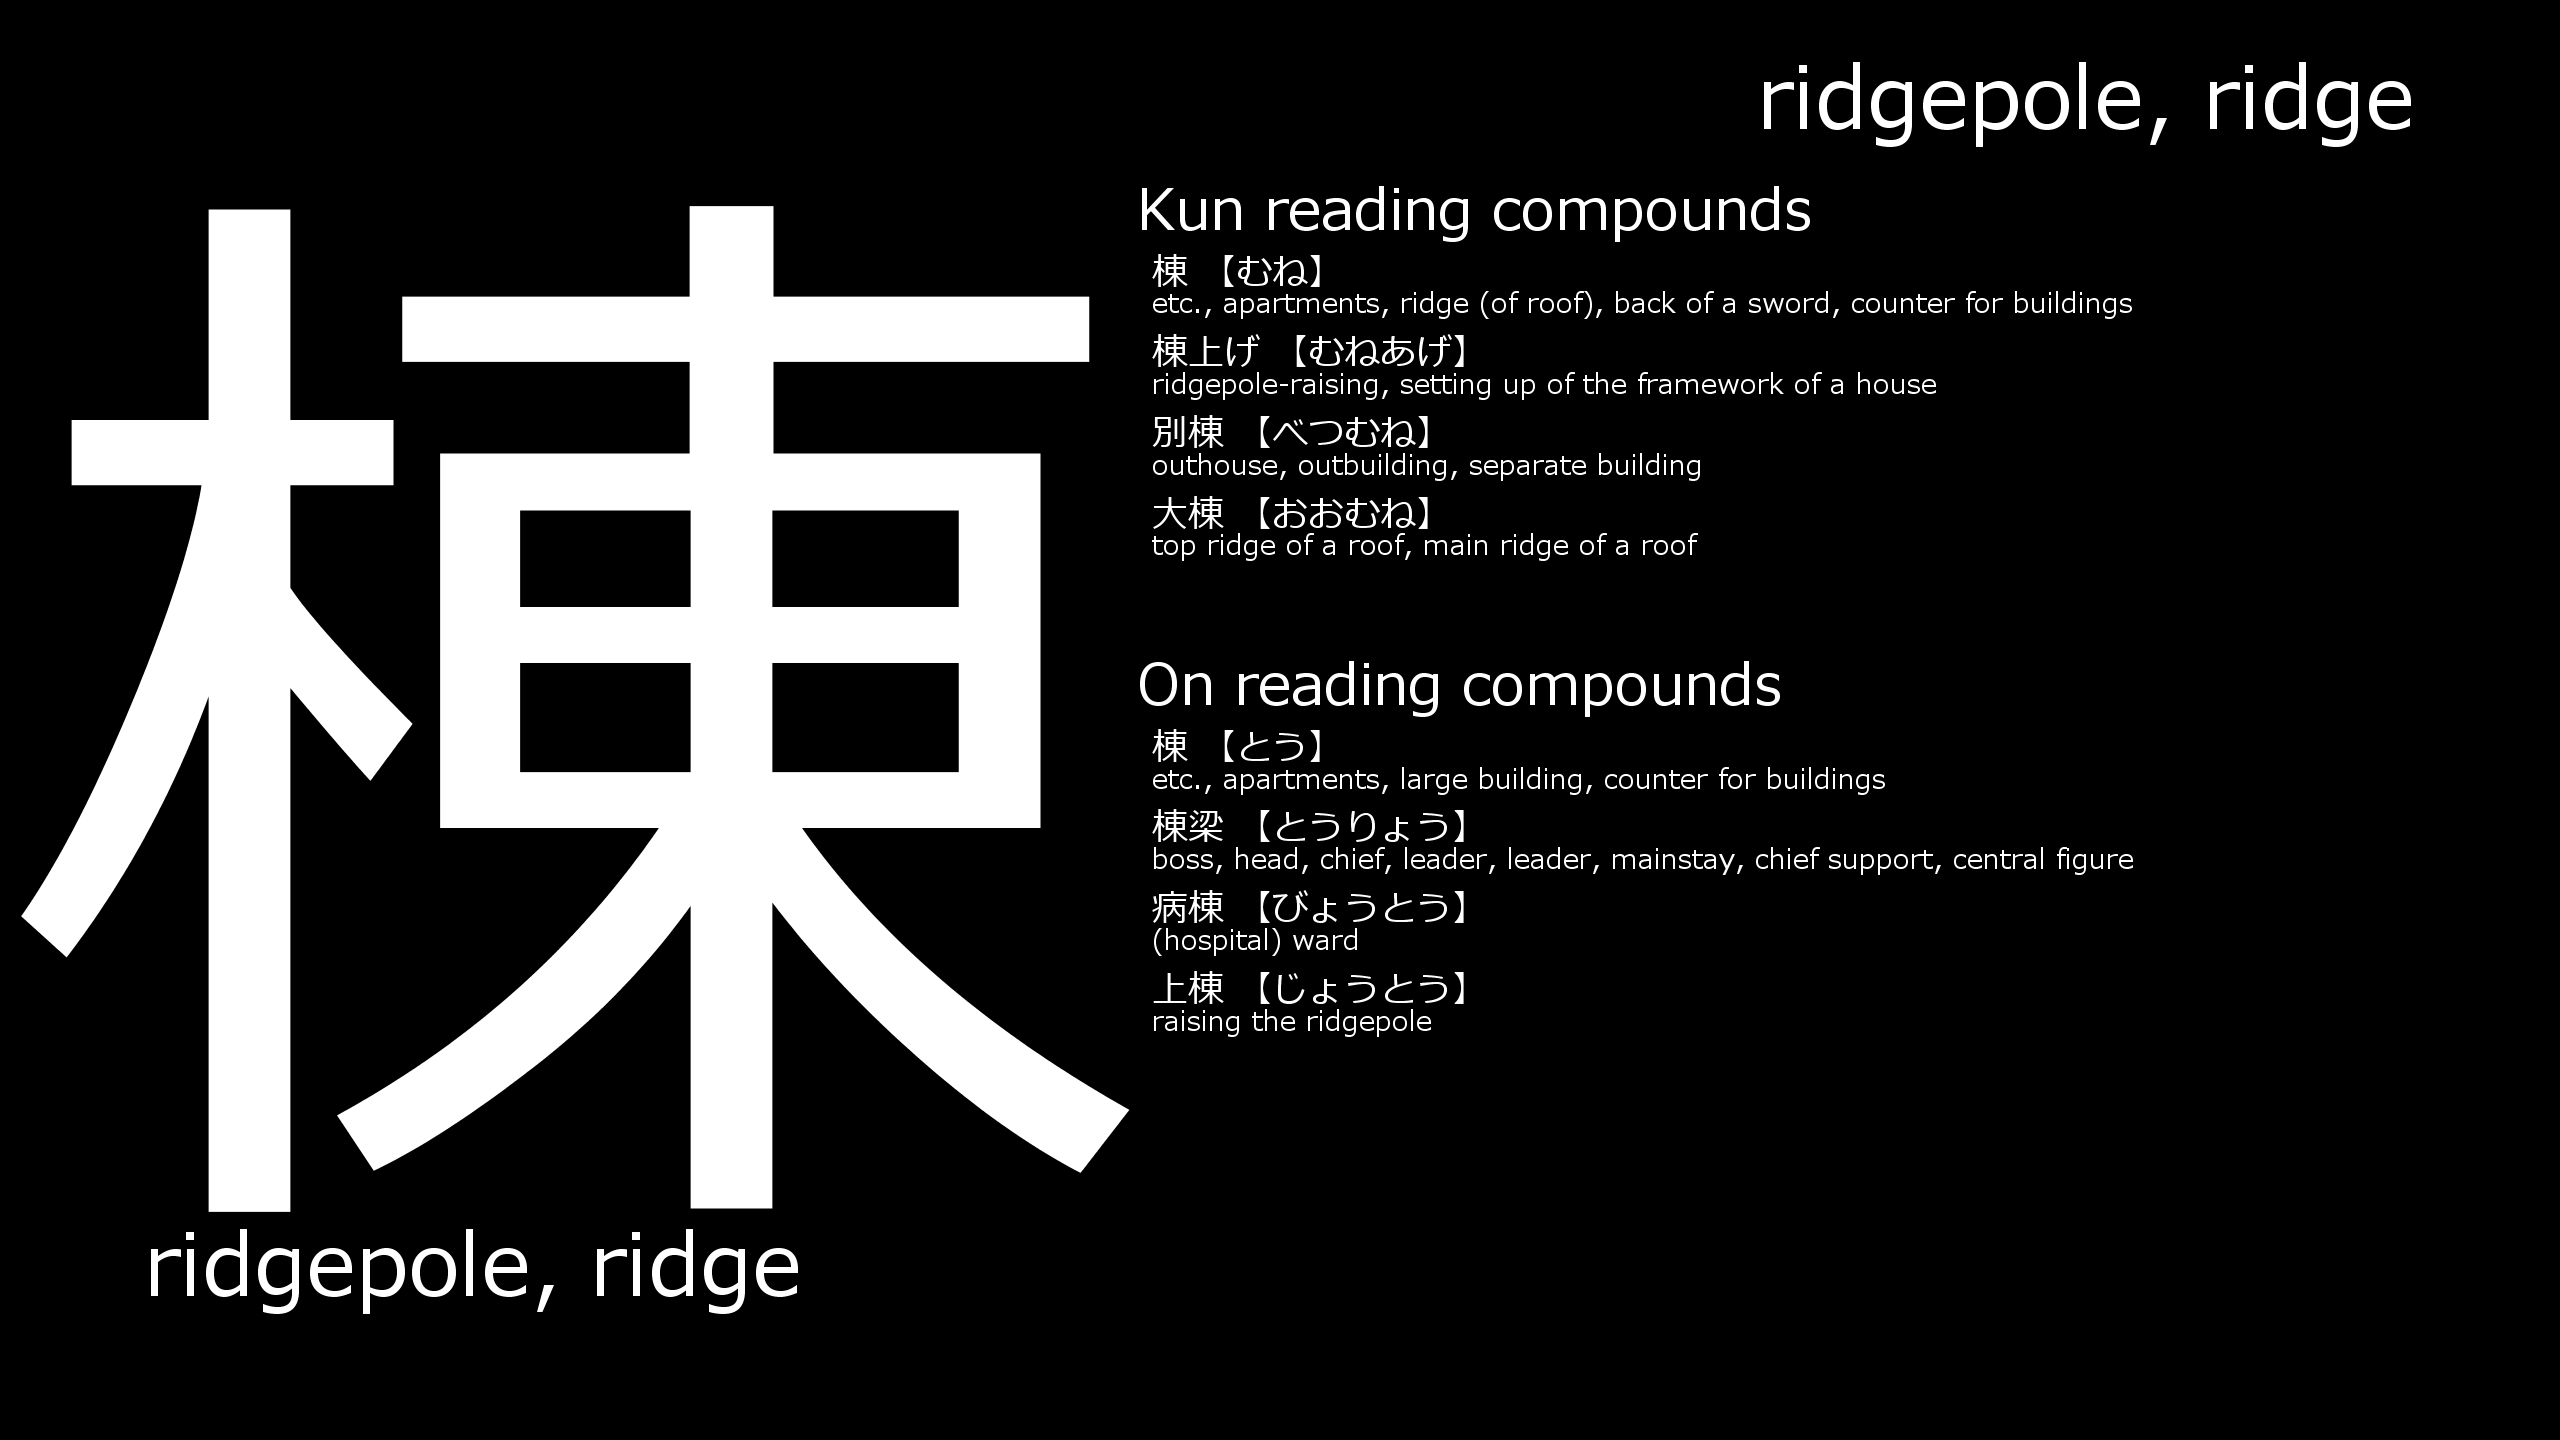 ridgepole, ridge
棟
ridgepole, ridge
Kun reading compounds
棟 【むね】
etc., apartments, ridge (of roof), back of a sword, counter for buildings
棟上げ 【むねあげ】
ridgepole-raising, setting up of the framework of a house
別棟 【べつむね】
outhouse, outbuilding, separate building
大棟 【おおむね】
top ridge of a roof, main ridge of a roof
On reading compounds
棟 【とう】
etc., apartments, large building, counter for buildings
棟梁 【とうりょう】
boss, head, chief, leader, leader, mainstay, chief support, central figure
病棟 【びょうとう】
(hospital) ward
上棟 【じょうとう】
raising the ridgepole